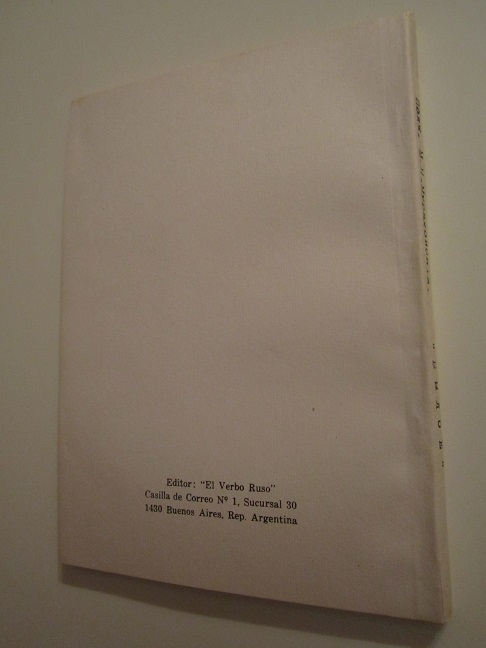 Editor: "El Verbo Ruso"
Casilla de Correo Nº 1, Sucursal 30
1430 Buenos Aires, Rep. Argentina